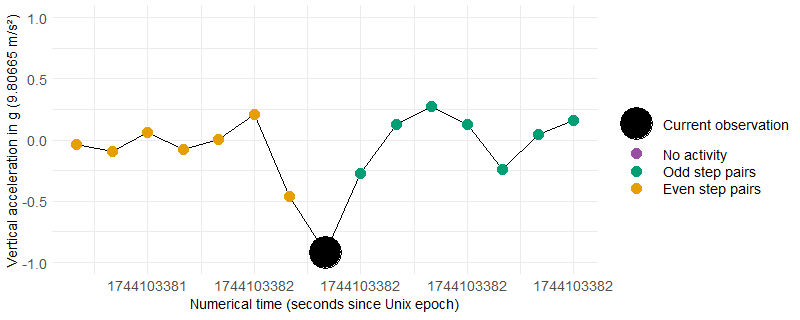 Vertical acceleration in g (9.80665 m/s²)
1.0
0.5
0.0
-0.5
-1.0
1744103381 1744103382 1744103382 1744103382 1744103382
Numerical time (seconds since Unix epoch)
Current observation
No activity
Odd step pairs
Even step pairs